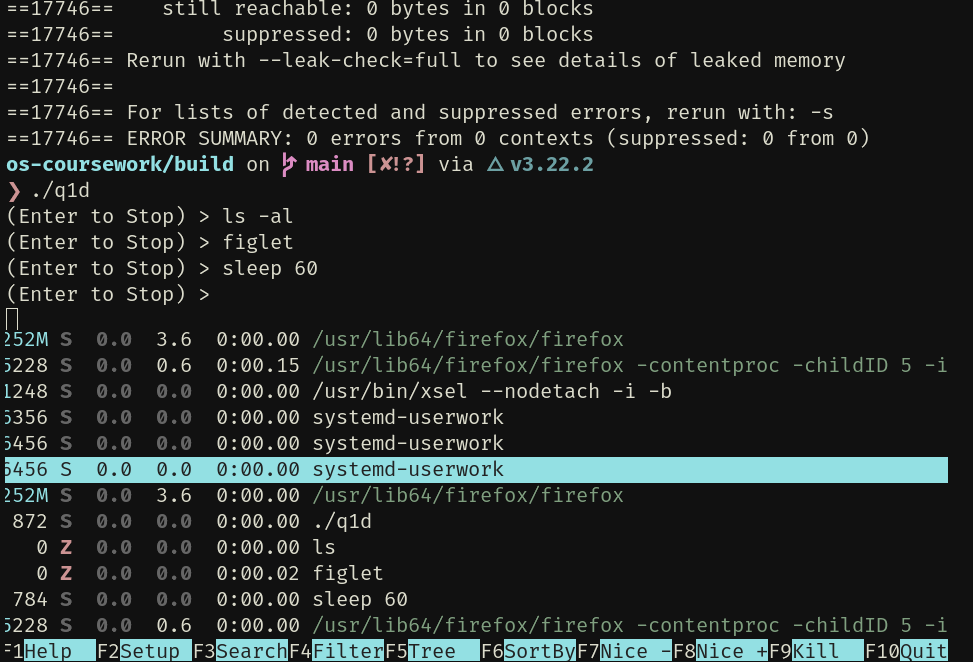 ==17746==    still reachable: 0 bytes in 0 blocks
==17746==         suppressed: 0 bytes in 0 blocks
==17746== Rerun with --leak-check=full to see details of leaked memory
==17746==
==17746== For lists of detected and suppressed errors, rerun with: -s
==17746== ERROR SUMMARY: 0 errors from 0 contexts (suppressed: 0 from 0)
os-coursework/build on main [✘!?] via △ v3.22.2
❯ ./q1d
(Enter to Stop) > ls -al
(Enter to Stop) > figlet
(Enter to Stop) > sleep 60
(Enter to Stop) >
252M S 0.0 3.6 0:00.00 /usr/lib64/firefox/firefox
5228 S 0.0 0.6 0:00.15 /usr/lib64/firefox/firefox -contentproc -childID 5 -i
1248 S 0.0 0.0 0:00.00 /usr/bin/xsel --nodetach -i -b
5356 S 0.0 0.0 0:00.00 systemd-userwork
5456 S 0.0 0.0 0:00.00 systemd-userwork
5456 S 0.0 0.0 0:00.00 systemd-userwork
252M S 0.0 3.6 0:00.00 /usr/lib64/firefox/firefox
872 S 0.0 0.0 0:00.00 ./q1d
0 Z 0.0 0.0 0:00.00 ls
0 Z 0.0 0.0 0:00.02 figlet
784 S 0.0 0.0 0:00.00 sleep 60
5228 S 0.0 0.6 0:00.00 /usr/lib64/firefox/firefox -contentproc -childID 5 -i
F1Help F2Setup F3SearchF4FilterF5Tree F6SortByF7Nice -F8Nice +F9Kill F10Quit